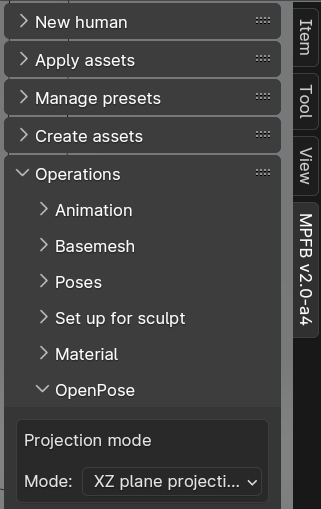 New human
Apply assets
Manage presets
Create assets
Operations
Animation
Basemesh
Poses
Set up for sculpt
Material
OpenPose
Projection mode
Mode: XZ plane projecti...
Item
Tool
View
MPFB v2.0-a4